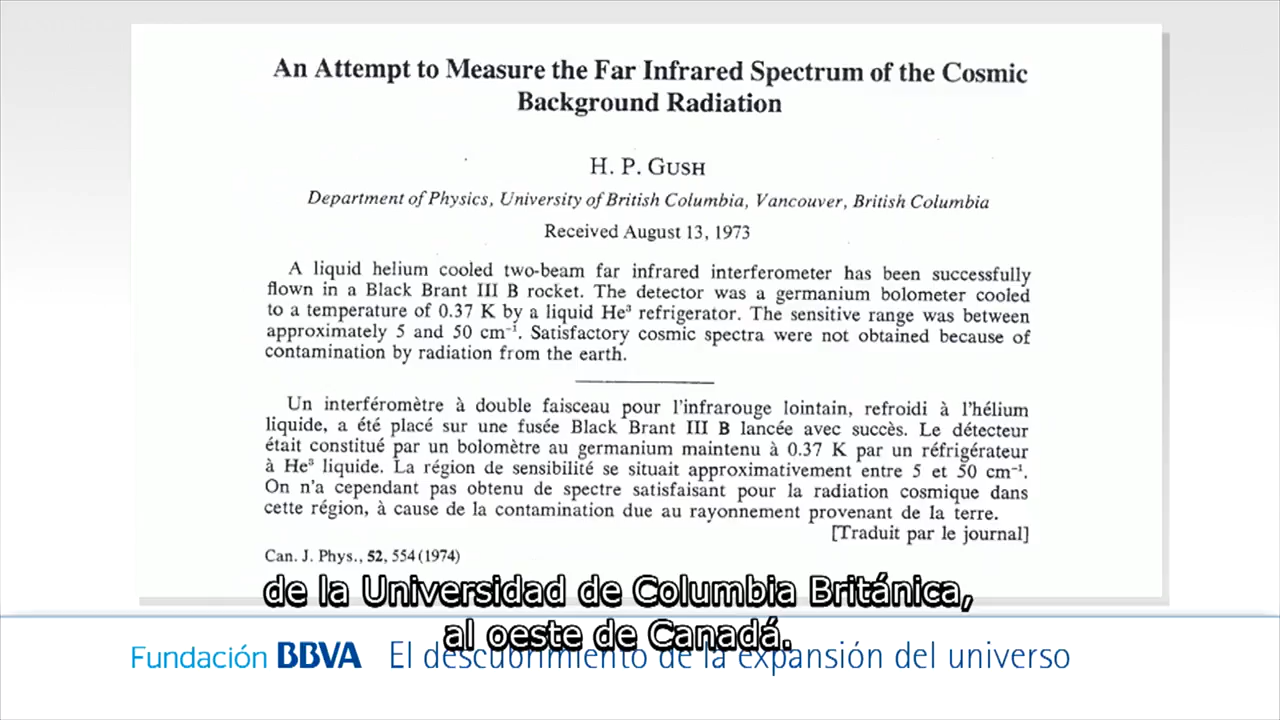 An Attempt to Measure the Far Infrared Spectrum of the Cosmic
Background Radiation
H. P. GUSH
Department of Physics, University of British Columbia, Vancouver, British Columbia
Received August 13, 1973
A liquid helium cooled two-beam far infrared interferometer has been successfully
flown in a Black Brant III B rocket. The detector was a germanium bolometer cooled
to a temperature of 0.37 K by a liquid He³ refrigerator. The sensitive range was between
approximately 5 and 50 cm⁻¹. Satisfactory cosmic spectra were not obtained because of
contamination by radiation from the earth.
Un interféromètre à double faisceau pour l'infrarouge lointain, refroidi à l'hélium
liquide, a été placé sur une fusée Black Brant III B lancée avec succès. Le détecteur
était constitué par un bolomètre au germanium maintenu à 0.37 K par un réfrigérateur
à He³ liquide. La région de sensibilité se situait approximativement entre 5 et 50 cm⁻¹.
On n'a cependant pas obtenu de spectre satisfaisant pour la radiation cosmique dans
cette région, à cause de la contamination due au rayonnement provenant de la terre.
[Traduit par le journal]
Can. J. Phys., 52, 554 (1974)
de la Universidad de Columbia Británica,
al oeste de Canadá.
Fundación BBVA El descubrimiento de la expansión del universo